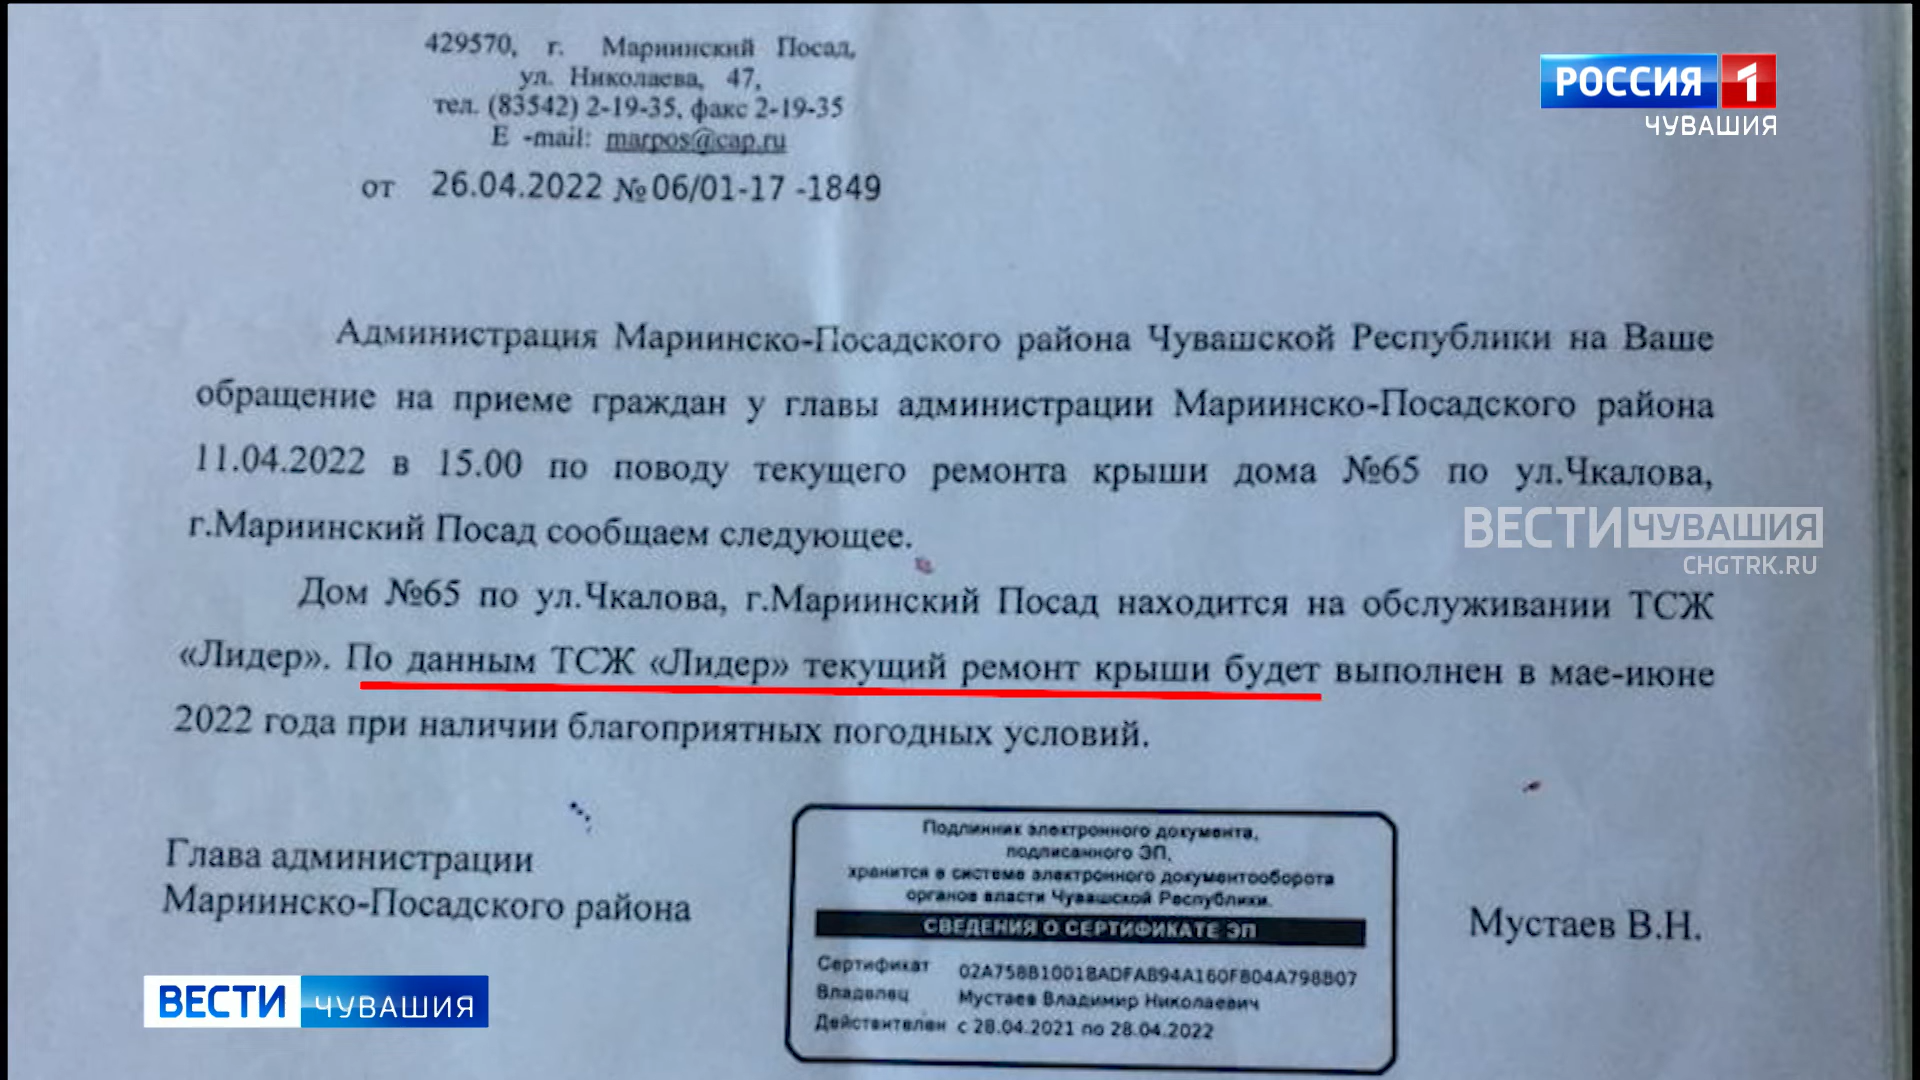 429570, г. Мариинский Посад,
ул. Николаева, 47,
тел. (83542) 2-19-35, факс 2-19-35
E -mail: marpos@cap.ru
от 26.04.2022 №06/01-17 -1849
РОССИЯ 1
ЧУВАШИЯ
Администрация Мариинско-Посадского района Чувашской Республики на Ваше
обращение на приеме граждан у главы администрации Мариинско-Посадского района
11.04.2022 в 15.00 по поводу текущего ремонта крыши дома №65 по ул.Чкалова,
г.Мариинский Посад сообщаем следующее.
ВЕСТИ ЧУВАШИЯ
CHGTRK.RU
Дом №65 по ул.Чкалова, г.Мариинский Посад находится на обслуживании ТСЖ
«Лидер». По данным ТСЖ «Лидер» текущий ремонт крыши будет выполнен в мае-июне
2022 года при наличии благоприятных погодных условий.
Глава администрации
Мариинско-Посадского района
Подлинник электронного документа,
подписанного ЭП,
хранится в системе электронного документооборота
органов власти Чувашской Республики.
СВЕДЕНИЯ О СЕРТИФИКАТЕ ЭП
Сертификат 02A758B10018ADFAB94A160FB04A798B07
Владелец Мустаев Владимир Николаевич
Действителен с 28.04.2021 по 28.04.2022
Мустаев В.Н.
ВЕСТИ ЧУВАШИЯ